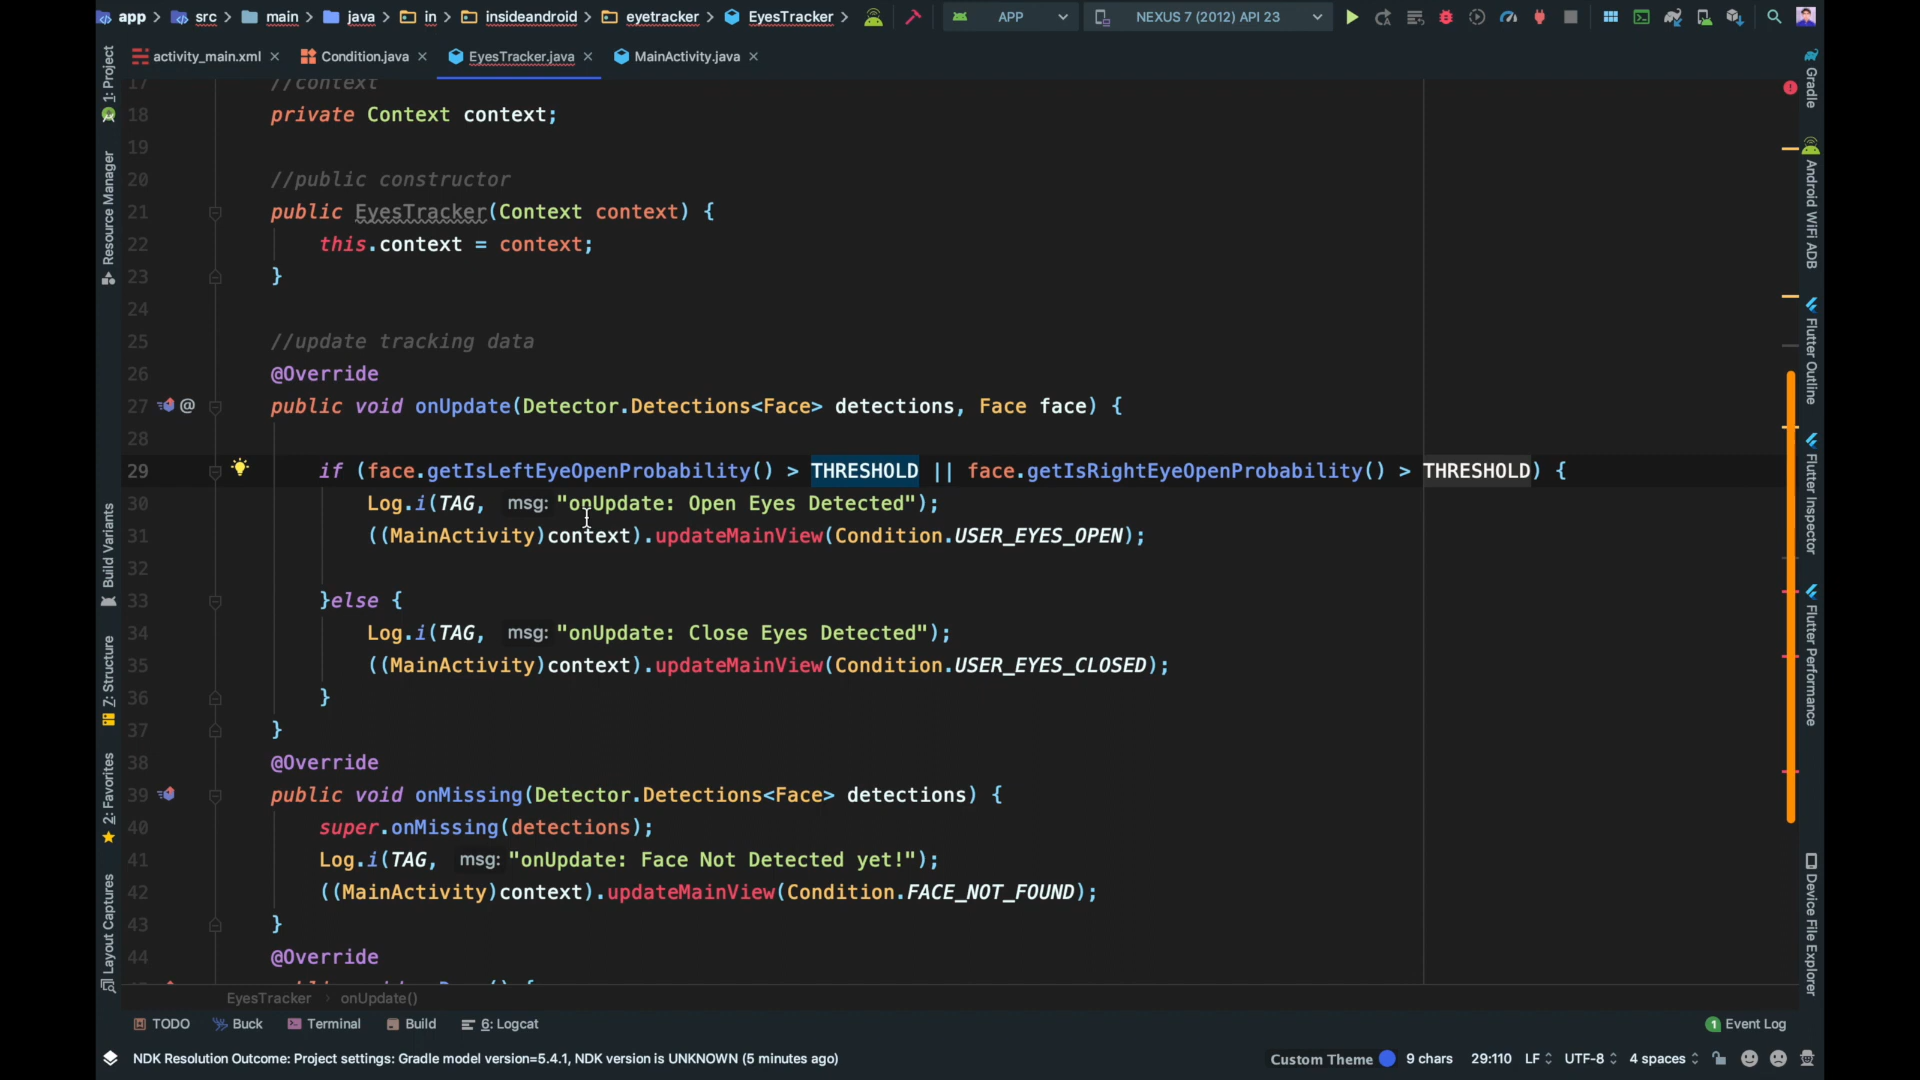 app > src > main > java > in > insideandroid > eyetracker > EyesTracker >
APP
NEXUS 7 (2012) API 23
activity_main.xml
Condition.java
EyesTracker.java
MainActivity.java
17 //context
18 private Context context;
19
20 //public constructor
21 public EyesTracker(Context context) {
22 this.context = context;
23 }
24
25 //update tracking data
26 @Override
27 @ public void onUpdate(Detector.Detections<Face> detections, Face face) {
28
29 if (face.getIsLeftEyeOpenProbability() > THRESHOLD || face.getIsRightEyeOpenProbability() > THRESHOLD) {
30 Log.i(TAG, msg: "onUpdate: Open Eyes Detected");
31 ((MainActivity)context).updateMainView(Condition.USER_EYES_OPEN);
32
33 }else {
34 Log.i(TAG, msg: "onUpdate: Close Eyes Detected");
35 ((MainActivity)context).updateMainView(Condition.USER_EYES_CLOSED);
36 }
37 }
38 @Override
39 public void onMissing(Detector.Detections<Face> detections) {
40 super.onMissing(detections);
41 Log.i(TAG, msg: "onUpdate: Face Not Detected yet!");
42 ((MainActivity)context).updateMainView(Condition.FACE_NOT_FOUND);
43 }
44 @Override
EyesTracker > onUpdate()
1: Project
Resource Manager
Build Variants
Z: Structure
2: Favorites
Layout Captures
Gradle
Android WiFi ADB
Flutter Outline
Flutter Inspector
Flutter Performance
Device File Explorer
TODO
Buck
Terminal
Build
6: Logcat
1 Event Log
NDK Resolution Outcome: Project settings: Gradle model version=5.4.1, NDK version is UNKNOWN (5 minutes ago)
Custom Theme
9 chars
29:110
LF
UTF-8
4 spaces